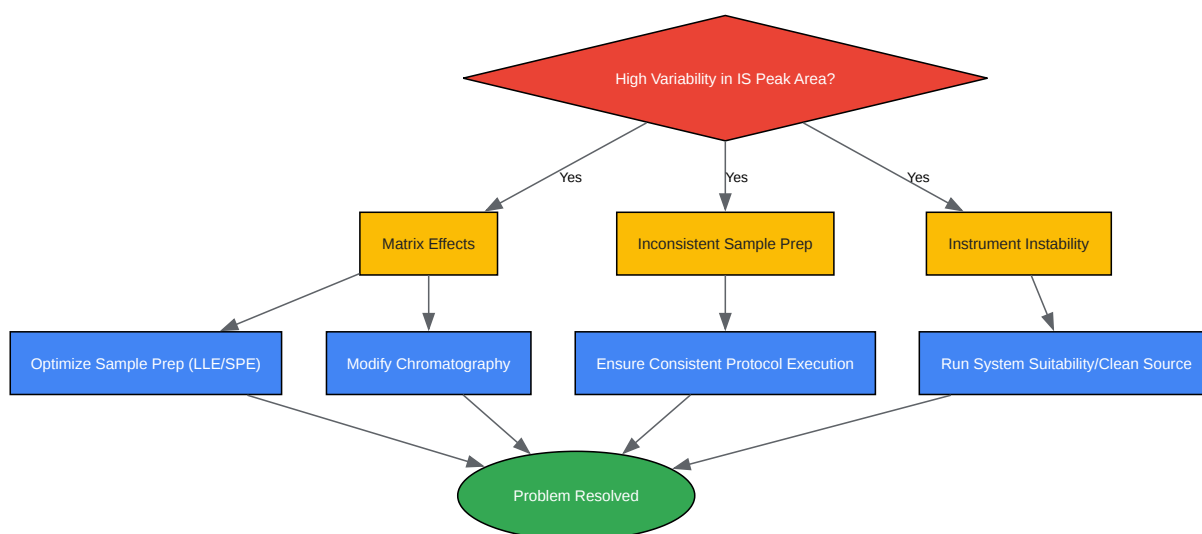 High Variability in IS Peak Area?
Yes
Yes
Yes
Matrix Effects
Inconsistent Sample Prep
Instrument Instability
Optimize Sample Prep (LLE/SPE)
Modify Chromatography
Ensure Consistent Protocol Execution
Run System Suitability/Clean Source
Problem Resolved